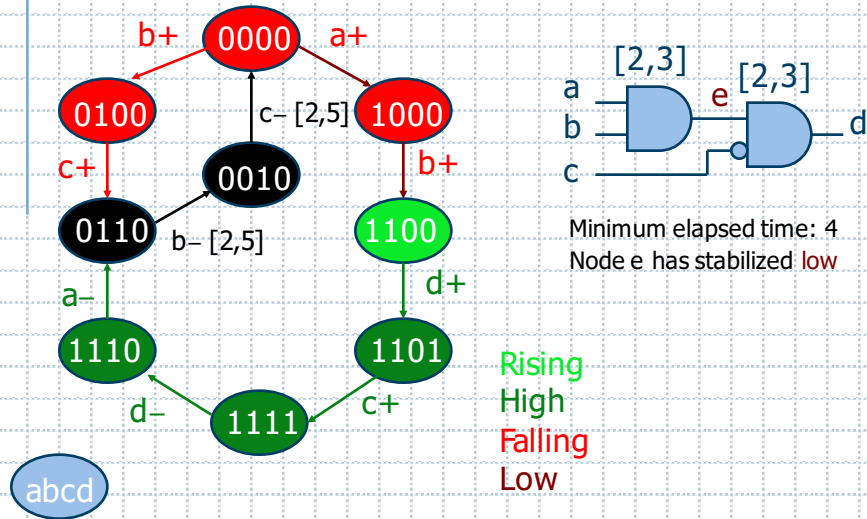 b+
0000
a+
0100
c– [2,5]
1000
c+
0010
b+
0110
b– [2,5]
1100
a–
d+
1110
1101
d–
1111
c+
abcd
[2,3]
[2,3]
a
e
b
d
c
Minimum elapsed time: 4
Node e has stabilized low
Rising
High
Falling
Low